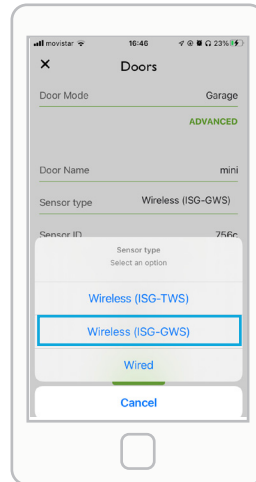 movistar 16:46 23%
× Doors
Door Mode Garage
ADVANCED
Door Name mini
Sensor type Wireless (ISG-GWS)
Sensor ID 756c
Sensor type
Select an option
Wireless (ISG-TWS)
Wireless (ISG-GWS)
Wired
Cancel